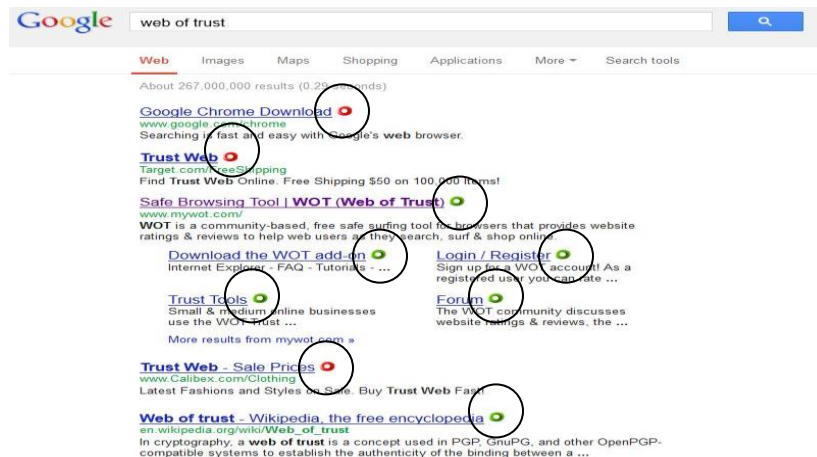 Google web of trust
Web Images Maps Shopping Applications More Search tools
About 267,000,000 results (0.29 seconds)
Google Chrome Download
www.google.com/chrome
Searching is fast and easy with Google's web browser.
Trust Web
Target.com/FreeShipping
Find Trust Web Online. Free Shipping $50 on 100,000 Items!
Safe Browsing Tool | WOT (Web of Trust)
www.mywot.com/
WOT is a community-based, free safe surfing tool for browsers that provides website
ratings & reviews to help web users as they search, surf & shop online.
Download the WOT add-on
Internet Explorer - FAQ - Tutorials - ...
Login / Register
Sign up for a WOT account! As a
registered user you can rate ...
Trust Tools
Small & medium online businesses
use the WOT Trust ...
Forum
The WOT community discusses
website ratings & reviews, the ...
More results from mywot.com »
Trust Web - Sale Prices
www.Calibex.com/Clothing
Latest Fashions and Styles on Sale. Buy Trust Web Fast!
Web of trust - Wikipedia, the free encyclopedia
en.wikipedia.org/wiki/Web_of_trust
In cryptography, a web of trust is a concept used in PGP, GnuPG, and other OpenPGP-
compatible systems to establish the authenticity of the binding between a ...